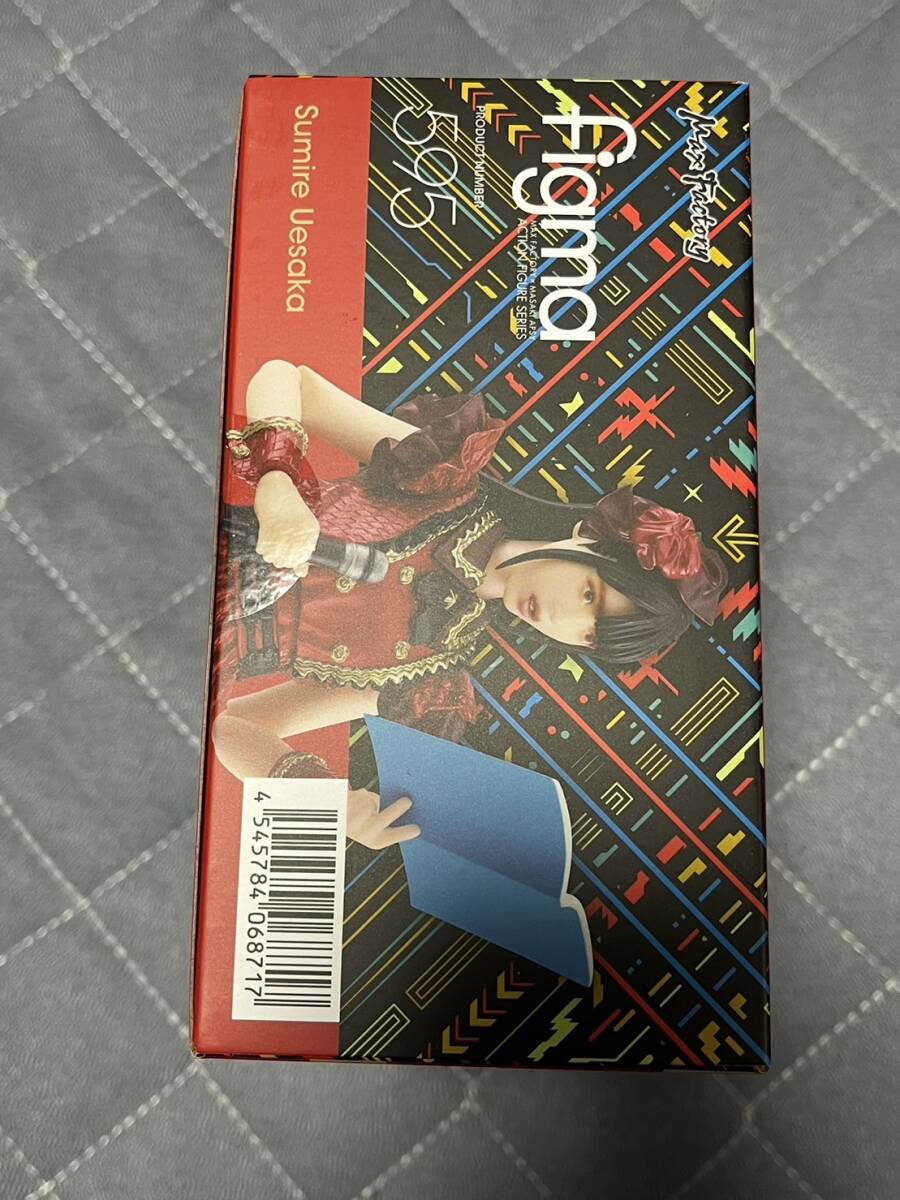 Max Factory
figma
MAX FACTORY × MASAKI APSY
ACTION FIGURE SERIES
PRODUCT NUMBER
595
Sumire Uesaka
4 545784 068717